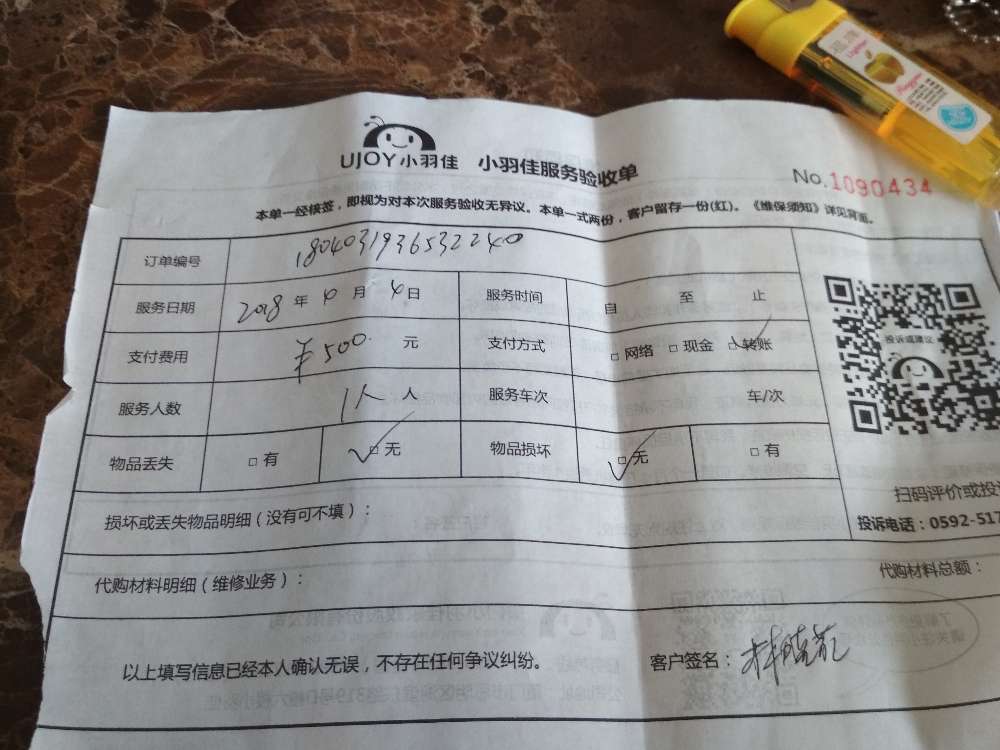 UJOY小羽佳 小羽佳服务验收单
No.1090434
本单一经核签，即视为对本次服务验收无异议。本单一式两份，客户留存一份(红)。《维保须知》详见背面。
订单编号 1804031936532240
服务日期 2018 年 4 月 4 日 服务时间 自 至 止
支付费用 ¥500. 元 支付方式 □ 网络 □ 现金 □ 转账
服务人数 1人 人 服务车次 车/次
物品丢失 □ 有 □ 无 物品损坏 □ 无 □ 有
投诉或建议
扫码评价或投
投诉电话：0592-517
损坏或丢失物品明细（没有可不填）：
代购材料明细（维修业务）：
代购材料总额：
以上填写信息已经本人确认无误，不存在任何争议纠纷。 客户签名：林晓